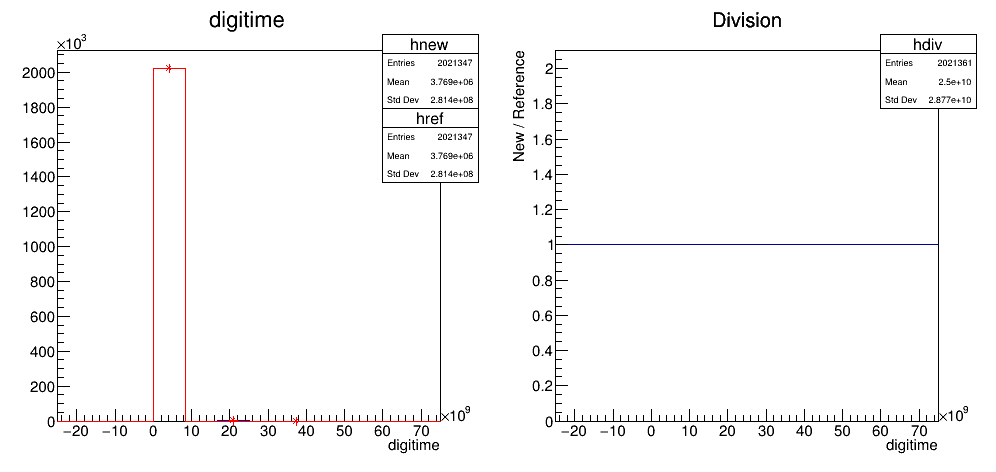 digitime
×10³
2000
1800
1600
1400
1200
1000
800
600
400
200
0
−20 −10 0 10 20 30 40 50 60 70
×10⁹
digitime
hnew
Entries 2021347
Mean 3.769e+06
Std Dev 2.814e+08
href
Entries 2021347
Mean 3.769e+06
Std Dev 2.814e+08
Division
New / Reference
2
1.8
1.6
1.4
1.2
1
0.8
0.6
0.4
0.2
0
−20 −10 0 10 20 30 40 50 60 70
×10⁹
digitime
hdiv
Entries 2021361
Mean 2.5e+10
Std Dev 2.877e+10